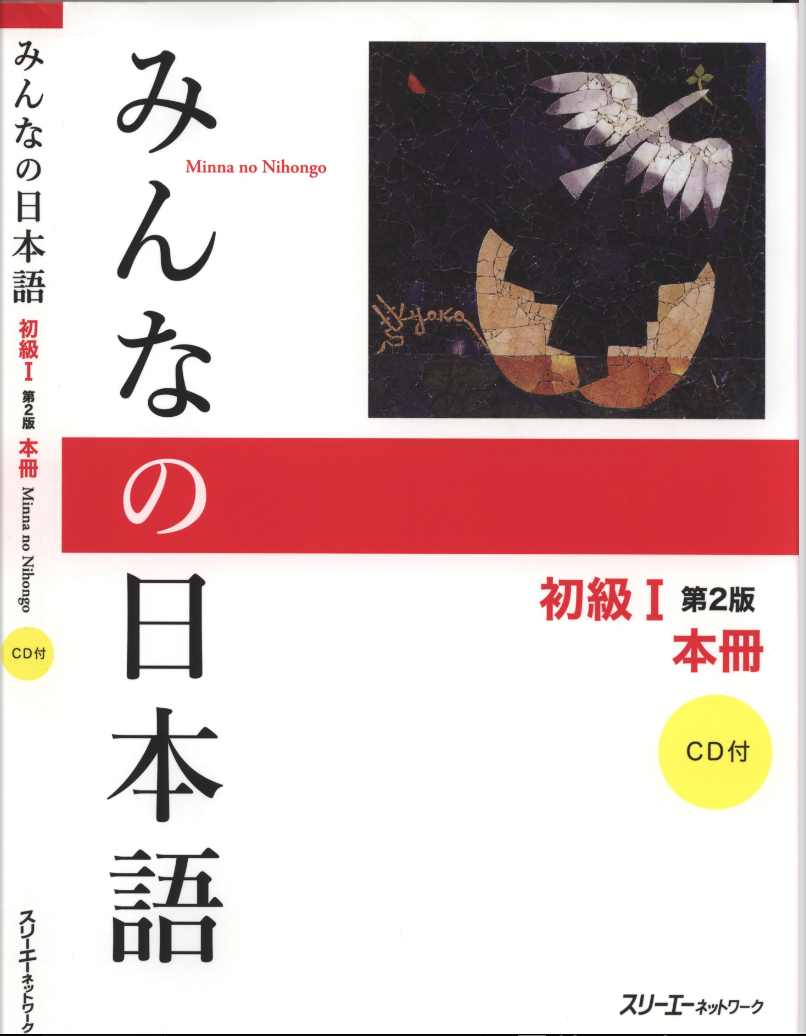 みんなの日本語
初級 I
第2版
本冊
Minna no Nihongo
CD付
スリーエーネットワーク
みんなの日本語
Minna no Nihongo
Kyoko
初級 I 第2版
本冊
CD付
スリーエーネットワーク